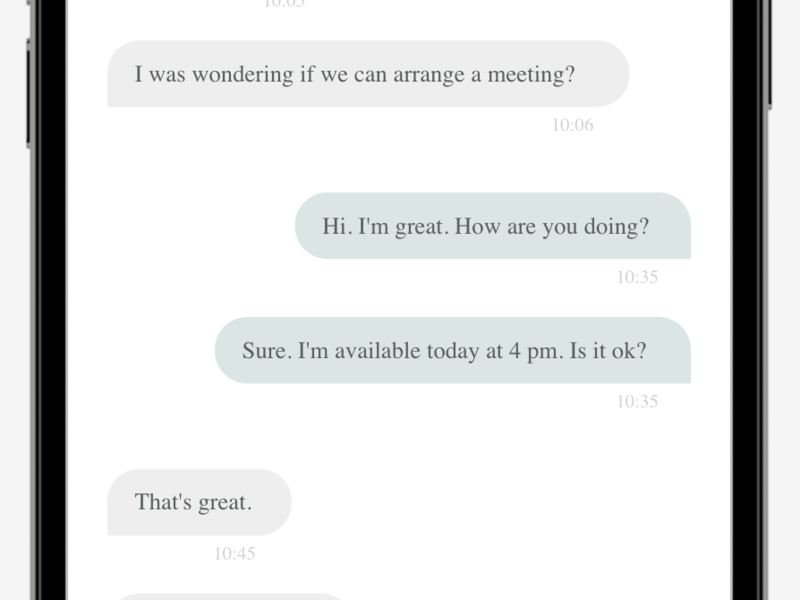 10:05
I was wondering if we can arrange a meeting?
10:06
Hi. I'm great. How are you doing?
10:35
Sure. I'm available today at 4 pm. Is it ok?
10:35
That's great.
10:45